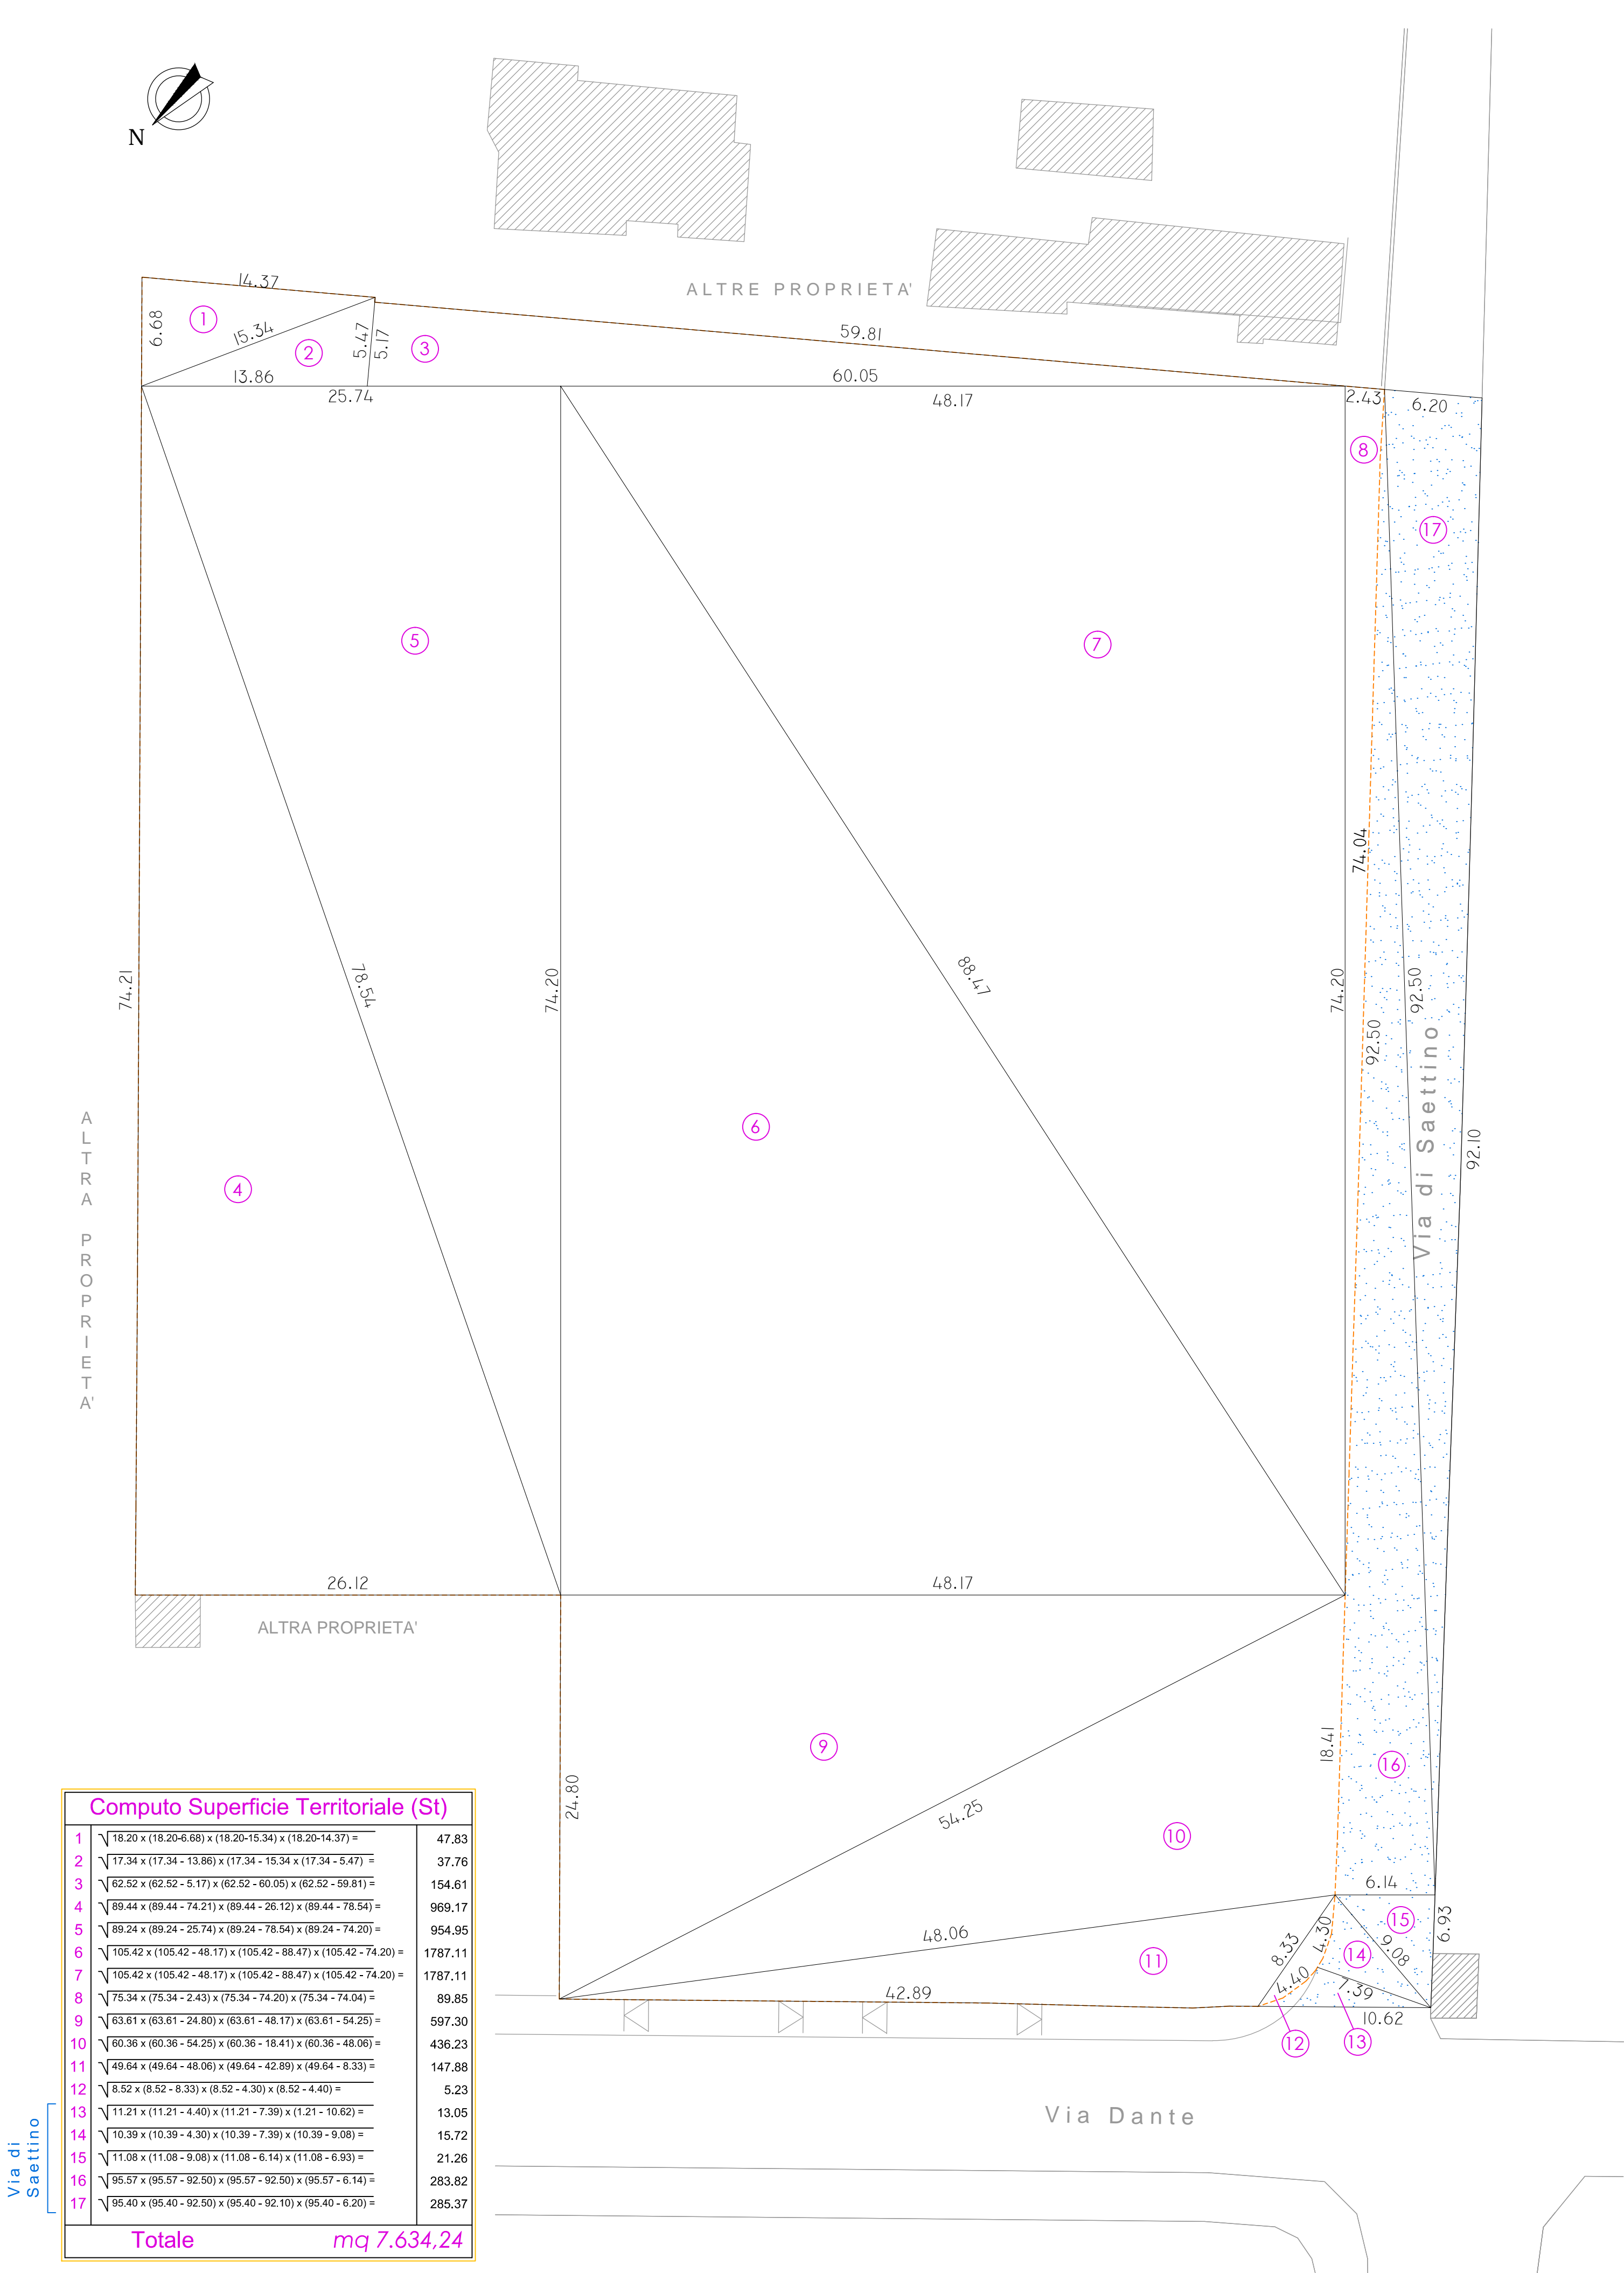 N
ALTRE PROPRIETA'
14.37
6.68
1
15.34
2
5.47
5.17
3
59.81
13.86
60.05
25.74
48.17
2.43
6.20
8
17
5
7
74.04
78.54
88.47
74.21
74.20
74.20
92.50
92.50
Via di Saettino
92.10
6
4
ALTRA PROPRIETA'
26.12
48.17
ALTRA PROPRIETA'
9
18.41
16
24.80
54.25
10
6.14
15
6.93
48.06
8.33
4.30
9.08
14
11
4.40
7.39
42.89
10.62
12
13
Via Dante
Computo Superficie Territoriale (St)
1 √ 18.20 x (18.20-6.68) x (18.20-15.34) x (18.20-14.37) = 47.83
2 √ 17.34 x (17.34 - 13.86) x (17.34 - 15.34 x (17.34 - 5.47) = 37.76
3 √ 62.52 x (62.52 - 5.17) x (62.52 - 60.05) x (62.52 - 59.81) = 154.61
4 √ 89.44 x (89.44 - 74.21) x (89.44 - 26.12) x (89.44 - 78.54) = 969.17
5 √ 89.24 x (89.24 - 25.74) x (89.24 - 78.54) x (89.24 - 74.20) = 954.95
6 √ 105.42 x (105.42 - 48.17) x (105.42 - 88.47) x (105.42 - 74.20) = 1787.11
7 √ 105.42 x (105.42 - 48.17) x (105.42 - 88.47) x (105.42 - 74.20) = 1787.11
8 √ 75.34 x (75.34 - 2.43) x (75.34 - 74.20) x (75.34 - 74.04) = 89.85
9 √ 63.61 x (63.61 - 24.80) x (63.61 - 48.17) x (63.61 - 54.25) = 597.30
10 √ 60.36 x (60.36 - 54.25) x (60.36 - 18.41) x (60.36 - 48.06) = 436.23
11 √ 49.64 x (49.64 - 48.06) x (49.64 - 42.89) x (49.64 - 8.33) = 147.88
12 √ 8.52 x (8.52 - 8.33) x (8.52 - 4.30) x (8.52 - 4.40) = 5.23
13 √ 11.21 x (11.21 - 4.40) x (11.21 - 7.39) x (1.21 - 10.62) = 13.05
14 √ 10.39 x (10.39 - 4.30) x (10.39 - 7.39) x (10.39 - 9.08) = 15.72
15 √ 11.08 x (11.08 - 9.08) x (11.08 - 6.14) x (11.08 - 6.93) = 21.26
16 √ 95.57 x (95.57 - 92.50) x (95.57 - 92.50) x (95.57 - 6.14) = 283.82
17 √ 95.40 x (95.40 - 92.50) x (95.40 - 92.10) x (95.40 - 6.20) = 285.37
Via di
Saettino
Totale mq 7.634,24